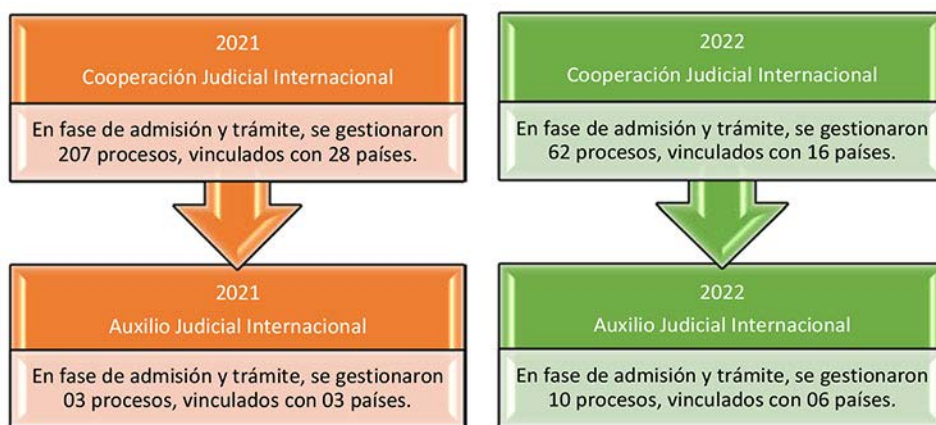 2021
Cooperación Judicial Internacional
En fase de admisión y trámite, se gestionaron
207 procesos, vinculados con 28 países.
2021
Auxilio Judicial Internacional
En fase de admisión y trámite, se gestionaron
03 procesos, vinculados con 03 países.
2022
Cooperación Judicial Internacional
En fase de admisión y trámite, se gestionaron
62 procesos, vinculados con 16 países.
2022
Auxilio Judicial Internacional
En fase de admisión y trámite, se gestionaron
10 procesos, vinculados con 06 países.